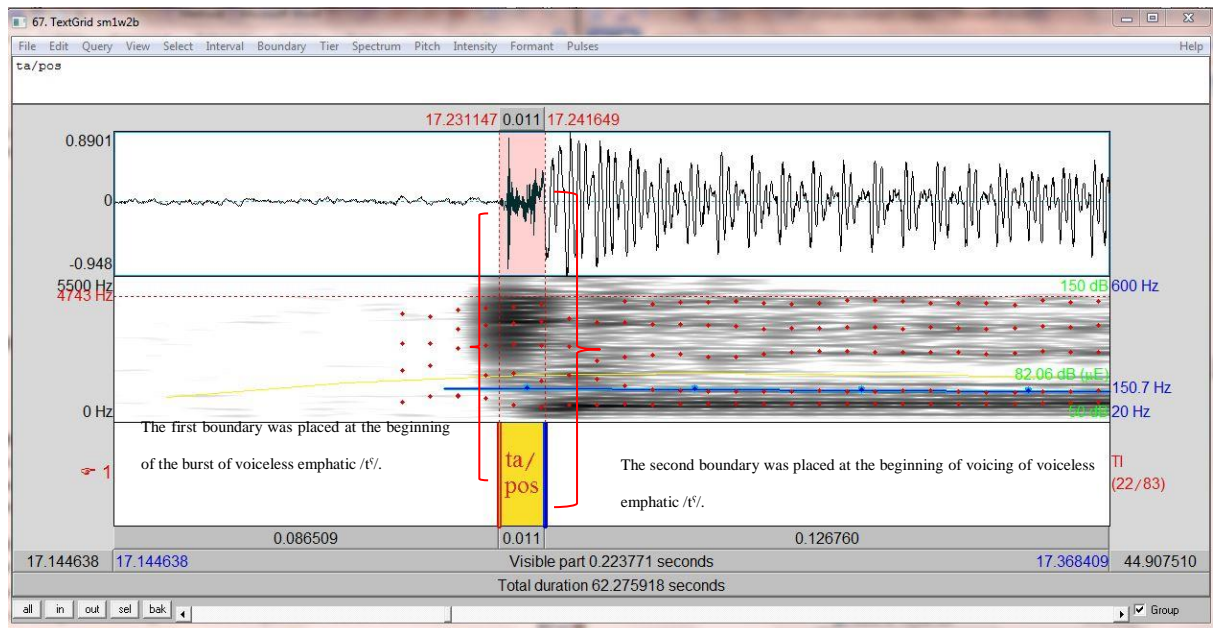 67. TextGrid sm1w2b
File Edit Query View Select Interval Boundary Tier Spectrum Pitch Intensity Formant Pulses Help
ta/pos
17.231147 0.011 17.241649
0.8901
0
-0.948
5500 Hz 150 dB 600 Hz
4743 Hz
82.06 dB (µE)
150.7 Hz
0 Hz 50 dB 20 Hz
The first boundary was placed at the beginning
of the burst of voiceless emphatic /tˤ/.
ta/
pos
The second boundary was placed at the beginning of voicing of voiceless
emphatic /tˤ/.
☞ 1
TI
(22/83)
0.086509 0.011 0.126760
17.144638 17.144638 Visible part 0.223771 seconds 17.368409 44.907510
Total duration 62.275918 seconds
all in out sel bak Group